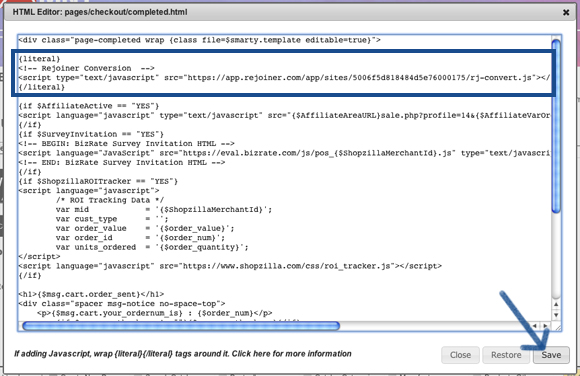 HTML Editor: pages/checkout/completed.html
<div class="page-completed wrap {class file=$smarty.template editable=true}">
{literal}
<!-- Rejoiner Conversion  -->
<script type="text/javascript" src="https://app.rejoiner.com/app/sites/5006f5d818484d5e76000175/rj-convert.js"></
{/literal}
{if $AffiliateActive == "YES"}
<script language="javascript" type="text/javascript" src="{$AffiliateAreaURL}sale.php?profile=14&{$AffiliateVarOr
{/if}
{if $SurveyInvitation == "YES"}
<!-- BEGIN: BizRate Survey Invitation HTML -->
<script language="JavaScript" src="https://eval.bizrate.com/js/pos_{$ShopzillaMerchantId}.js" type="text/javascri
<!-- END: BizRate Survey Invitation HTML -->
{/if}
{if $ShopzillaROITracker == "YES"}
<script language="javascript">
/* ROI Tracking Data */
var mid = '{$ShopzillaMerchantId}';
var cust_type = '';
var order_value = '{$order_value}';
var order_id = '{$order_num}';
var units_ordered = '{$order_quantity}';
</script>
<script language="javascript" src="https://www.shopzilla.com/css/roi_tracker.js"></script>
{/if}
<h1>{$msg.cart.order_sent}</h1>
<div class="spacer msg-notice no-space-top">
<p>{$msg.cart.your_ordernum_is} : {$order_num}</p>
If adding Javascript, wrap {literal}{/literal} tags around it. Click here for more information
Close
Restore
Save